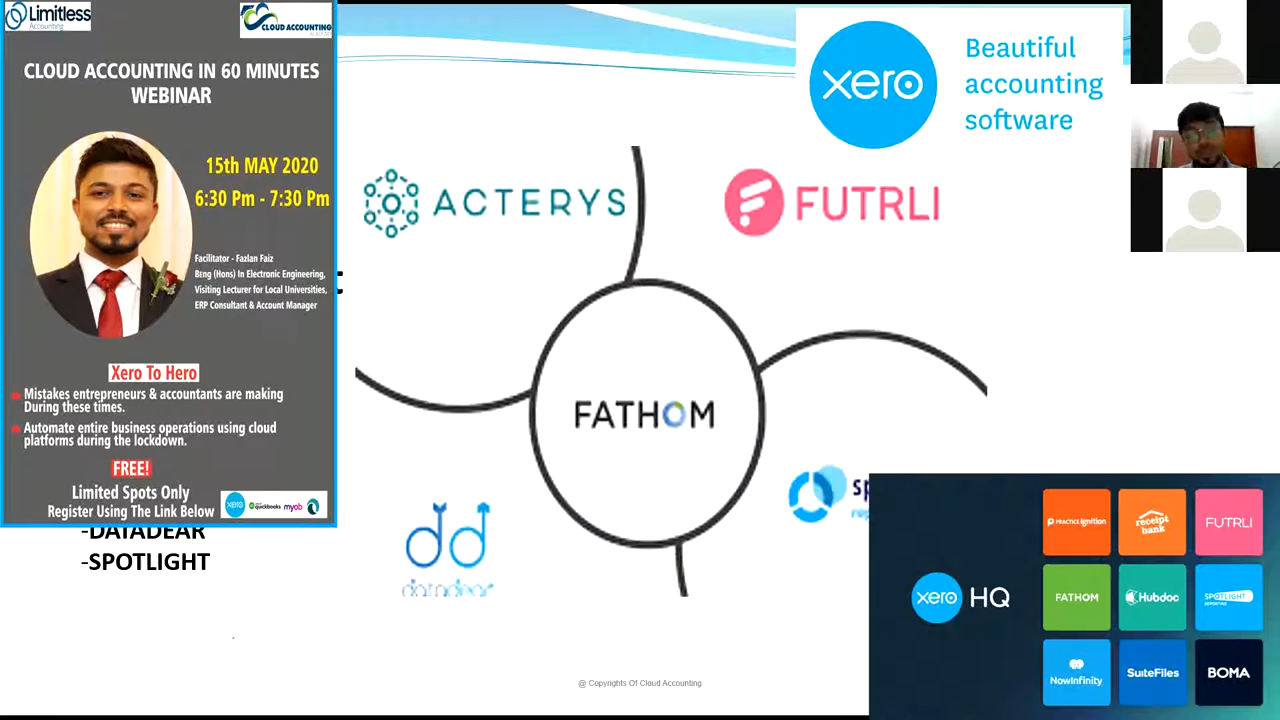 Limitless
Accounting
CLOUD ACCOUNTING
ACADEMY
CLOUD ACCOUNTING IN 60 MINUTES
WEBINAR
15th MAY 2020
6:30 Pm - 7:30 Pm
Facilitator - Fazlan Faiz
Beng (Hons) In Electronic Engineering,
Visiting Lecturer for Local Universities,
ERP Consultant & Account Manager
Xero To Hero
Mistakes entrepreneurs & accountants are making
During these times.
Automate entire business operations using cloud
platforms during the lockdown.
FREE!
Limited Spots Only
Register Using The Link Below
xero
quickbooks
myob
-DATADEAR
-SPOTLIGHT
xero
Beautiful
accounting
software
ACTERYS
FUTRLI
FATHOM
datadear
sp
rep
@ Copyrights Of Cloud Accounting
xero HQ
PRACTICE IGNITION
receipt
bank
FUTRLI
FATHOM
Hubdoc
SPOTLIGHT
REPORTING
NowInfinity
SuiteFiles
BOMA